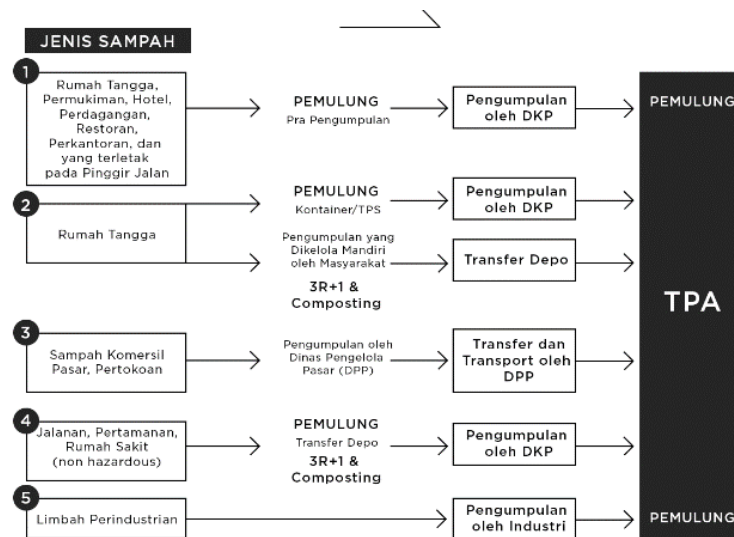 JENIS SAMPAH
1
Rumah Tangga,
Permukiman, Hotel,
Perdagangan,
Restoran,
Perkantoran, dan
yang terletak
pada Pinggir Jalan
PEMULUNG
Pra Pengumpulan
Pengumpulan
oleh DKP
PEMULUNG
2
Rumah Tangga
PEMULUNG
Kontainer/TPS
Pengumpulan
oleh DKP
Pengumpulan yang
Dikelola Mandiri
oleh Masyarakat
3R+1 &
Composting
Transfer Depo
TPA
3
Sampah Komersil
Pasar, Pertokoan
Pengumpulan oleh
Dinas Pengelola
Pasar (DPP)
Transfer dan
Transport oleh
DPP
4
Jalanan, Pertamanan,
Rumah Sakit
(non hazardous)
PEMULUNG
Transfer Depo
3R+1 &
Composting
Pengumpulan
oleh DKP
5
Limbah Perindustrian
Pengumpulan
oleh Industri
PEMULUNG